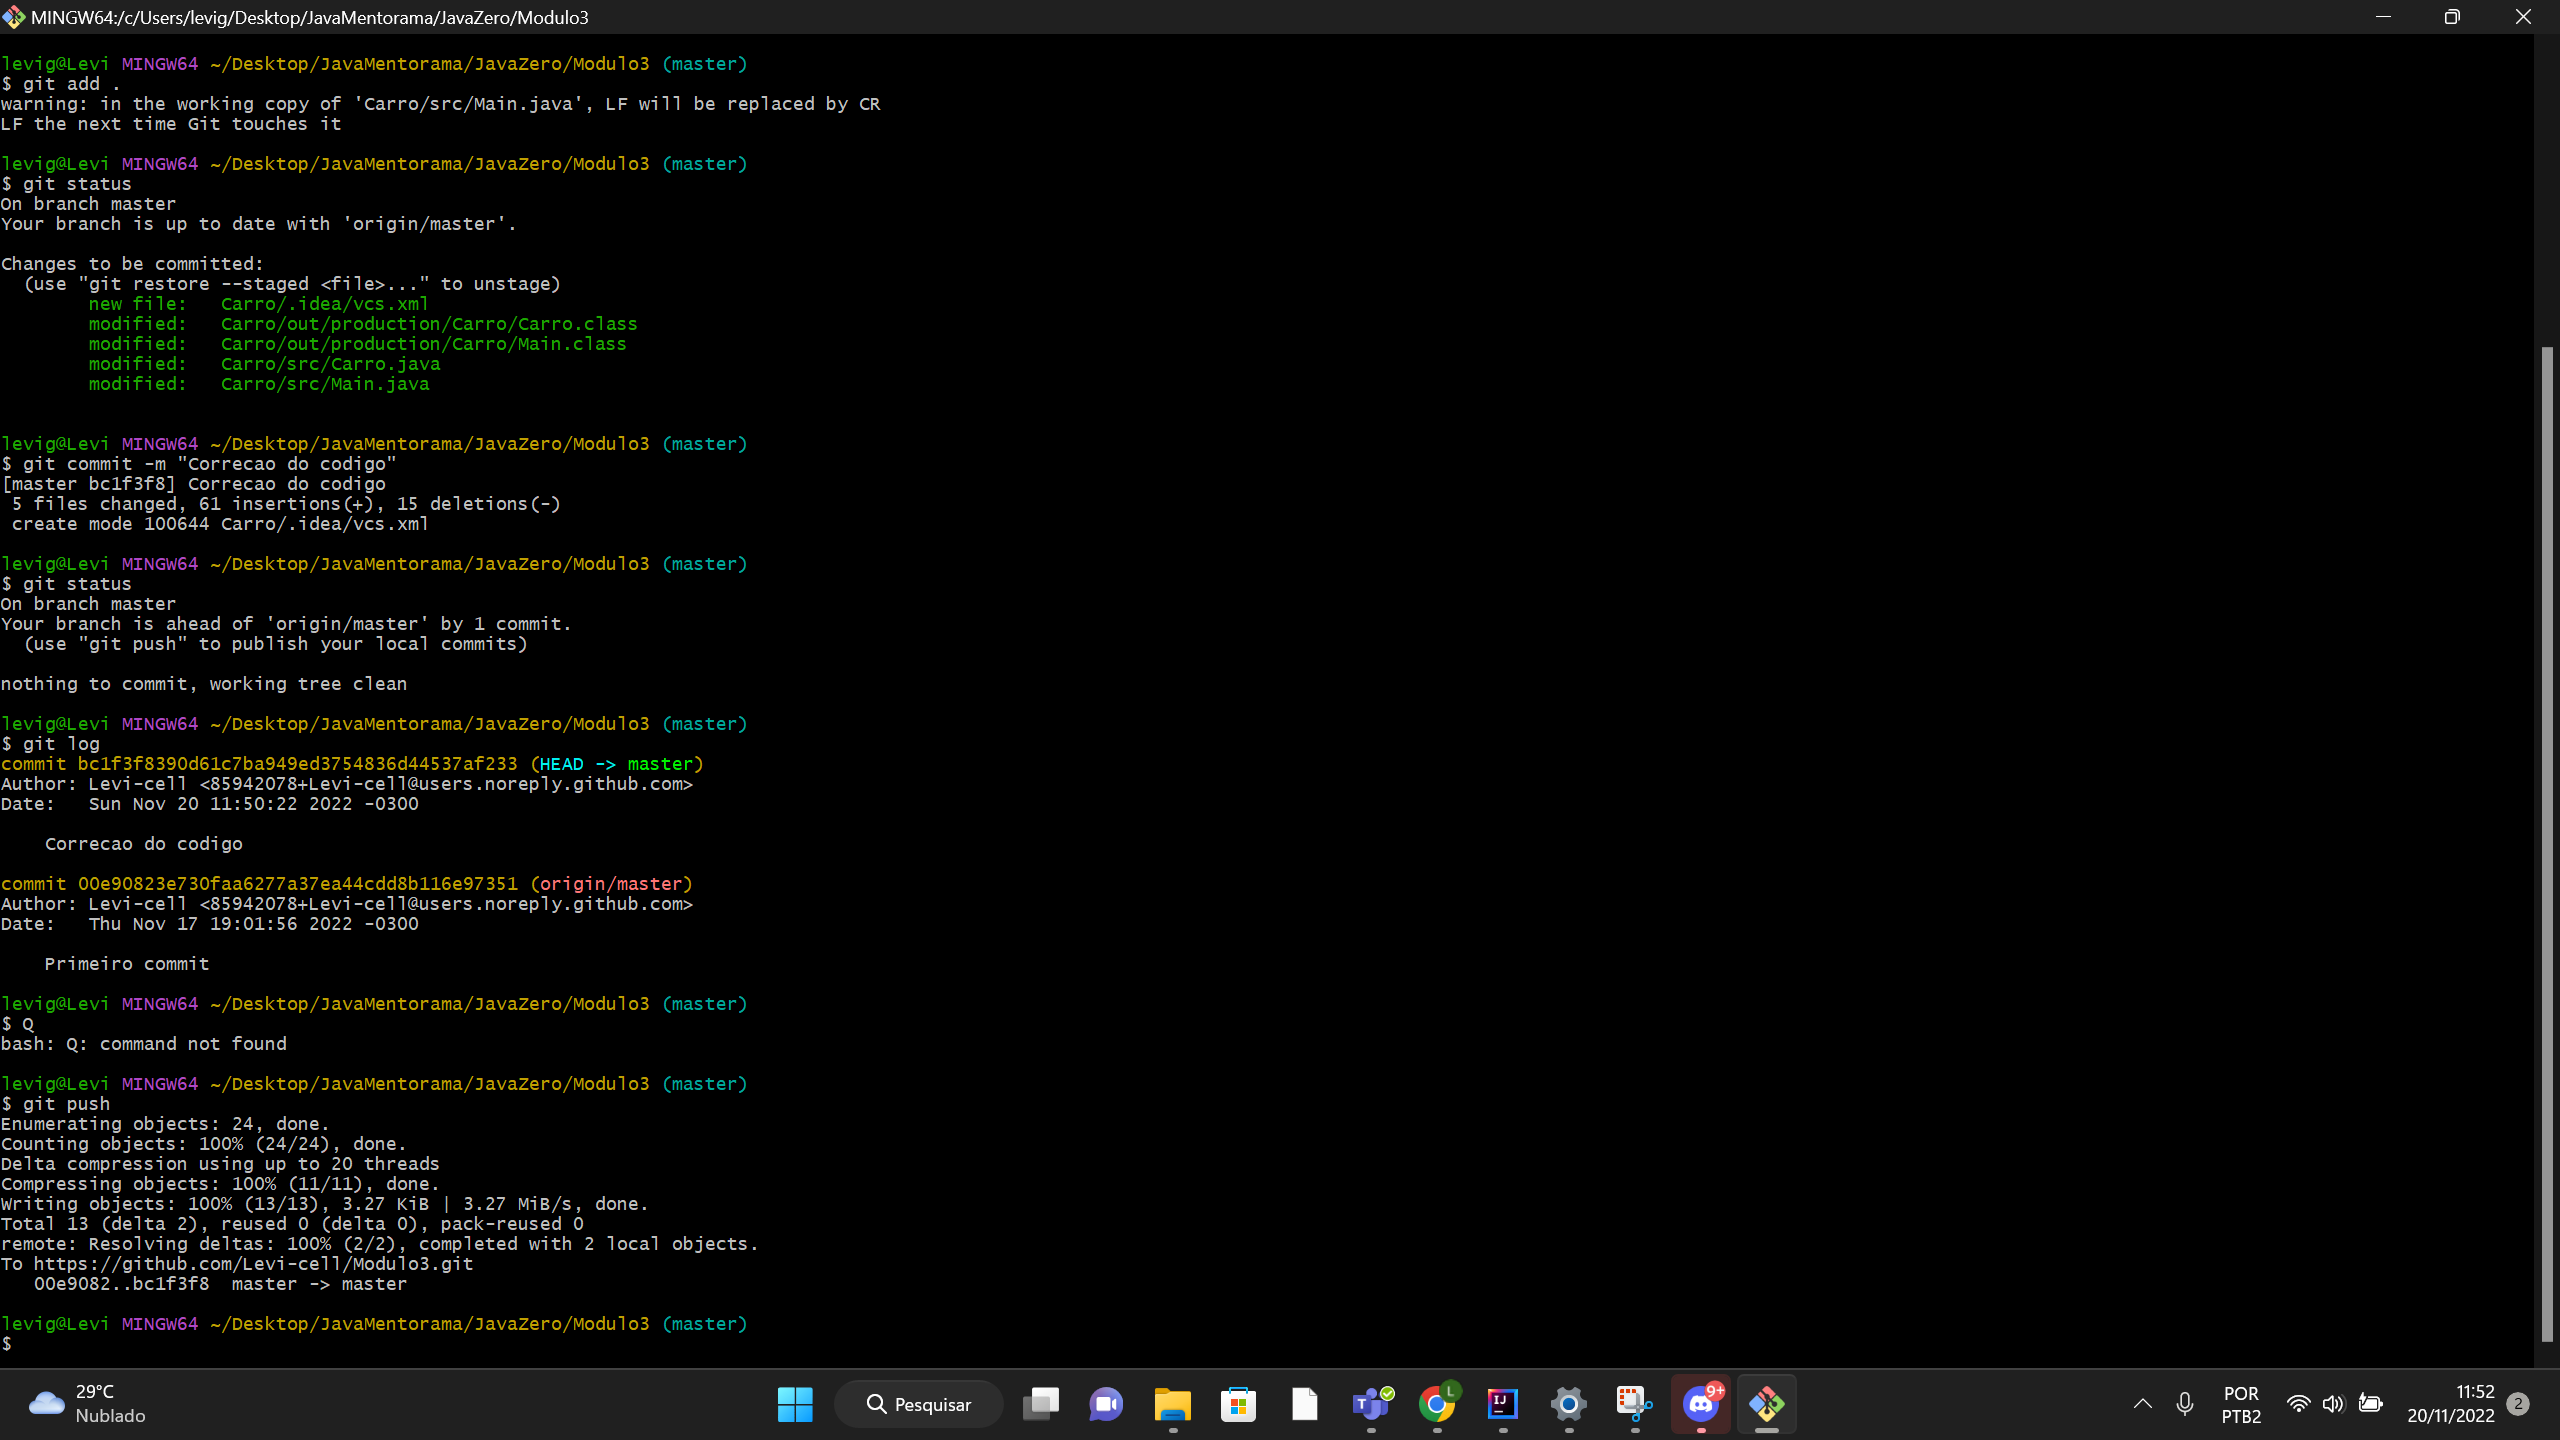 MINGW64:/c/Users/levig/Desktop/JavaMentorama/JavaZero/Modulo3
levig@Levi MINGW64 ~/Desktop/JavaMentorama/JavaZero/Modulo3 (master)
$ git add .
warning: in the working copy of 'Carro/src/Main.java', LF will be replaced by CR
LF the next time Git touches it
levig@Levi MINGW64 ~/Desktop/JavaMentorama/JavaZero/Modulo3 (master)
$ git status
On branch master
Your branch is up to date with 'origin/master'.
Changes to be committed:
  (use "git restore --staged <file>..." to unstage)
        new file:   Carro/.idea/vcs.xml
        modified:   Carro/out/production/Carro/Carro.class
        modified:   Carro/out/production/Carro/Main.class
        modified:   Carro/src/Carro.java
        modified:   Carro/src/Main.java
levig@Levi MINGW64 ~/Desktop/JavaMentorama/JavaZero/Modulo3 (master)
$ git commit -m "Correcao do codigo"
[master bc1f3f8] Correcao do codigo
 5 files changed, 61 insertions(+), 15 deletions(-)
 create mode 100644 Carro/.idea/vcs.xml
levig@Levi MINGW64 ~/Desktop/JavaMentorama/JavaZero/Modulo3 (master)
$ git status
On branch master
Your branch is ahead of 'origin/master' by 1 commit.
  (use "git push" to publish your local commits)
nothing to commit, working tree clean
levig@Levi MINGW64 ~/Desktop/JavaMentorama/JavaZero/Modulo3 (master)
$ git log
commit bc1f3f8390d61c7ba949ed3754836d44537af233 (HEAD -> master)
Author: Levi-cell <85942078+Levi-cell@users.noreply.github.com>
Date:   Sun Nov 20 11:50:22 2022 -0300
    Correcao do codigo
commit 00e90823e730faa6277a37ea44cdd8b116e97351 (origin/master)
Author: Levi-cell <85942078+Levi-cell@users.noreply.github.com>
Date:   Thu Nov 17 19:01:56 2022 -0300
    Primeiro commit
levig@Levi MINGW64 ~/Desktop/JavaMentorama/JavaZero/Modulo3 (master)
$ Q
bash: Q: command not found
levig@Levi MINGW64 ~/Desktop/JavaMentorama/JavaZero/Modulo3 (master)
$ git push
Enumerating objects: 24, done.
Counting objects: 100% (24/24), done.
Delta compression using up to 20 threads
Compressing objects: 100% (11/11), done.
Writing objects: 100% (13/13), 3.27 KiB | 3.27 MiB/s, done.
Total 13 (delta 2), reused 0 (delta 0), pack-reused 0
remote: Resolving deltas: 100% (2/2), completed with 2 local objects.
To https://github.com/Levi-cell/Modulo3.git
   00e9082..bc1f3f8  master -> master
levig@Levi MINGW64 ~/Desktop/JavaMentorama/JavaZero/Modulo3 (master)
$
29°C
Nublado
Pesquisar
T
L
IJ
9+
POR
PTB2
11:52
20/11/2022
2